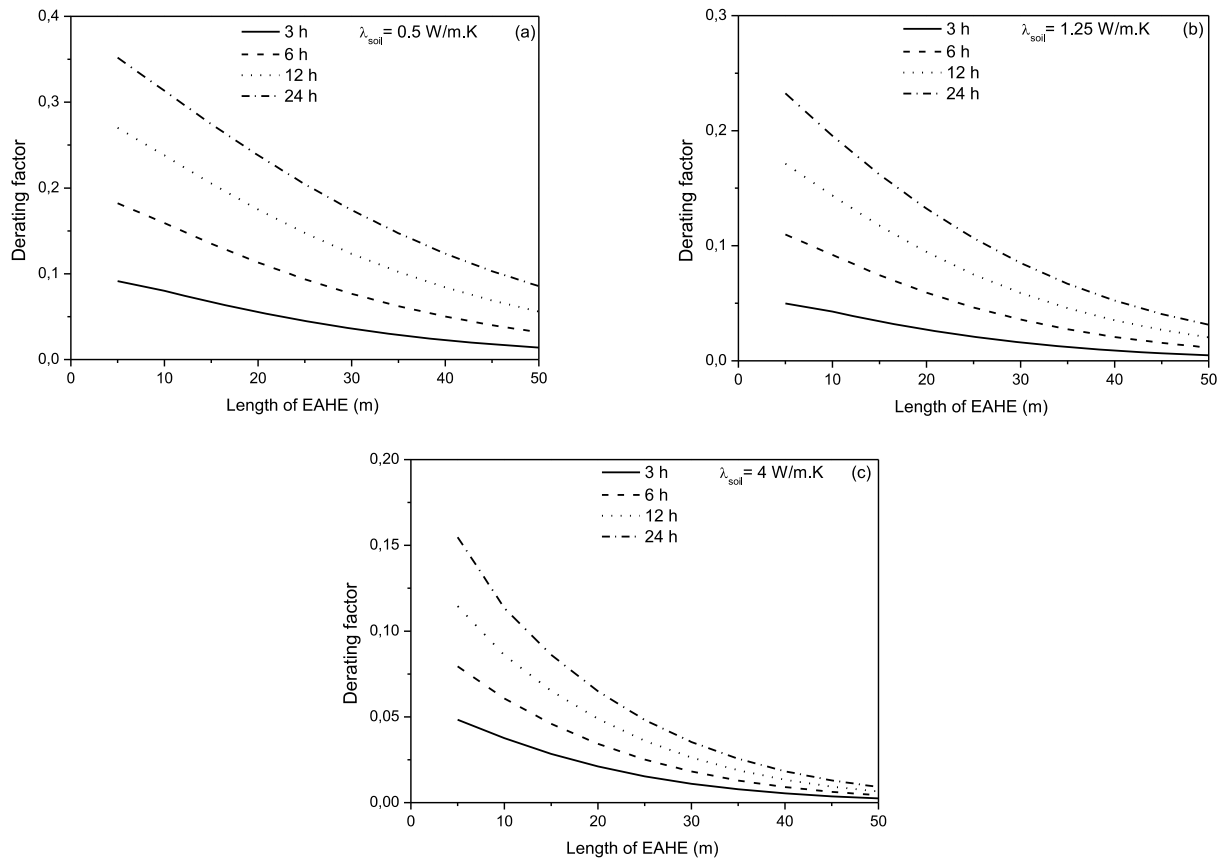 0,4
3 h
λsoil= 0.5 W/m.K
(a)
6 h
12 h
24 h
0,3
0,2
0,1
0,0
Derating factor
0 10 20 30 40 50
Length of EAHE (m)
0,3
3 h
λsoil= 1.25 W/m.K
(b)
6 h
12 h
24 h
0,2
0,1
0,0
Derating factor
0 10 20 30 40 50
Length of EAHE (m)
0,20
3 h
λsoil= 4 W/m.K
(c)
6 h
12 h
24 h
0,15
0,10
0,05
0,00
Derating factor
0 10 20 30 40 50
Length of EAHE (m)